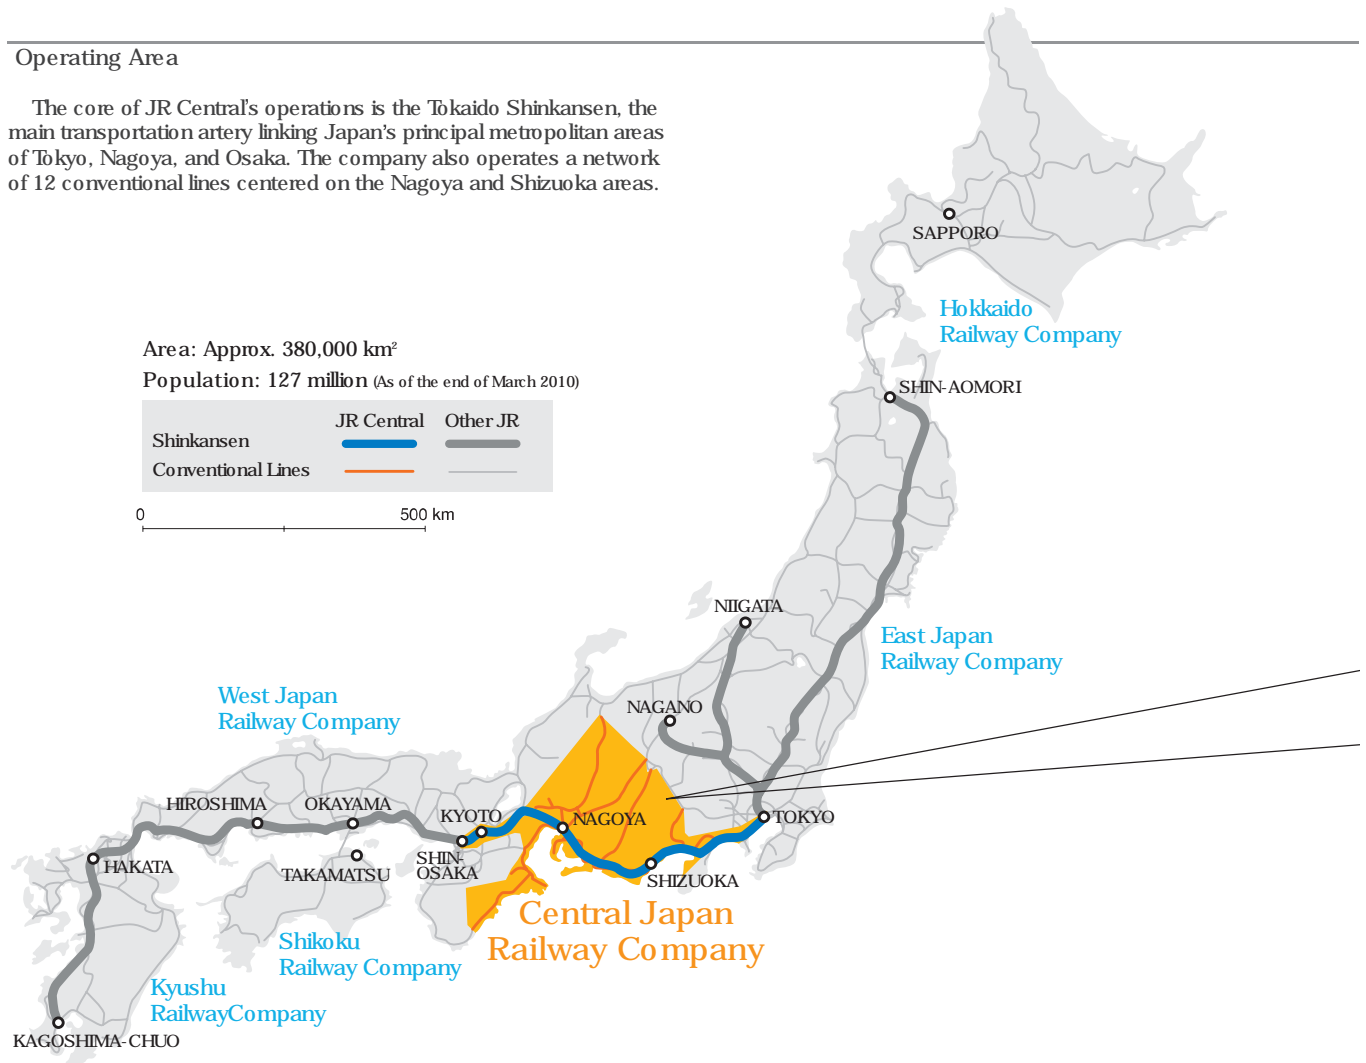 Operating Area
The core of JR Central's operations is the Tokaido Shinkansen, the
main transportation artery linking Japan's principal metropolitan areas
of Tokyo, Nagoya, and Osaka. The company also operates a network
of 12 conventional lines centered on the Nagoya and Shizuoka areas.
SAPPORO
Hokkaido
Railway Company
Area: Approx. 380,000 km²
Population: 127 million (As of the end of March 2010)
JR Central Other JR
Shinkansen
Conventional Lines
0 500 km
SHIN-AOMORI
NIIGATA
East Japan
Railway Company
West Japan
Railway Company
NAGANO
HIROSHIMA
OKAYAMA
KYOTO
NAGOYA
TOKYO
HAKATA
TAKAMATSU
SHIN-
OSAKA
SHIZUOKA
Central Japan
Railway Company
Shikoku
Railway Company
Kyushu
RailwayCompany
KAGOSHIMA-CHUO